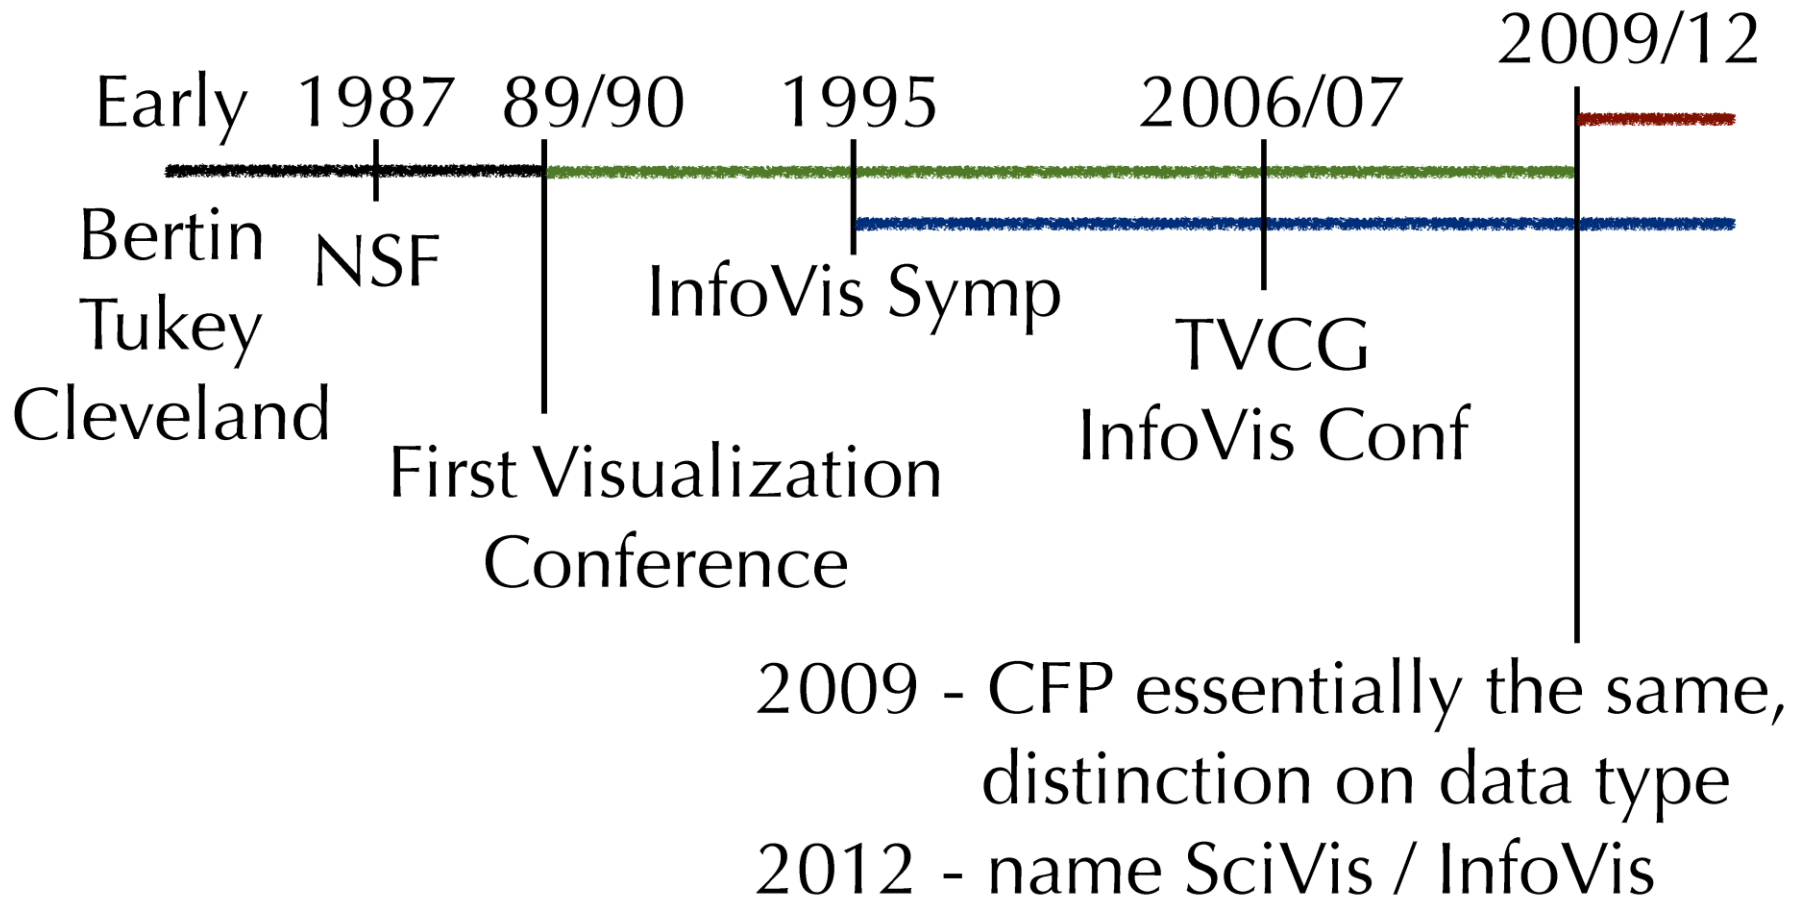 2009/12
Early 1987 89/90 1995 2006/07
Bertin
Tukey
Cleveland
NSF
First Visualization
Conference
InfoVis Symp
TVCG
InfoVis Conf
2009 - CFP essentially the same,
distinction on data type
2012 - name SciVis / InfoVis